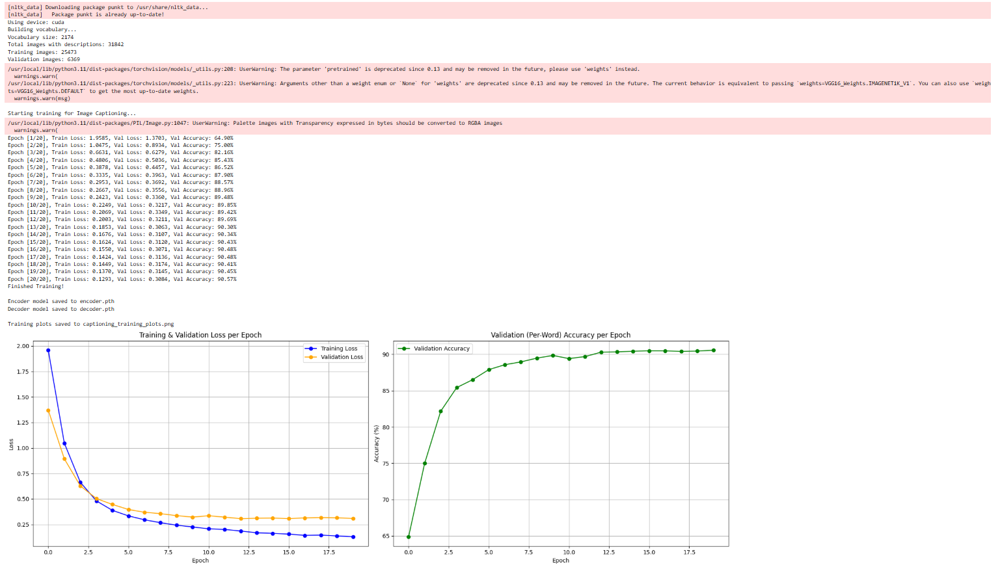 [nltk_data] Downloading package punkt to /usr/share/nltk_data...
[nltk_data]   Package punkt is already up-to-date!
Using device: cuda
Building vocabulary...
Vocabulary size: 2174
Total images with descriptions: 31842
Training images: 25473
Validation images: 6369
/usr/local/lib/python3.11/dist-packages/torchvision/models/_utils.py:208: UserWarning: The parameter 'pretrained' is deprecated since 0.13 and may be removed in the future, please use 'weights' instead.
  warnings.warn(
/usr/local/lib/python3.11/dist-packages/torchvision/models/_utils.py:223: UserWarning: Arguments other than a weight enum or `None` for 'weights' are deprecated since 0.13 and may be removed in the future. The current behavior is equivalent to passing `weights=VGG16_Weights.IMAGENET1K_V1`. You can also use `weigh
ts=VGG16_Weights.DEFAULT` to get the most up-to-date weights.
  warnings.warn(msg)
Starting training for Image Captioning...
/usr/local/lib/python3.11/dist-packages/PIL/Image.py:1047: UserWarning: Palette images with Transparency expressed in bytes should be converted to RGBA images
  warnings.warn(
Epoch [1/20], Train Loss: 1.9585, Val Loss: 1.3703, Val Accuracy: 64.90%
Epoch [2/20], Train Loss: 1.0475, Val Loss: 0.8934, Val Accuracy: 75.00%
Epoch [3/20], Train Loss: 0.6631, Val Loss: 0.6279, Val Accuracy: 82.16%
Epoch [4/20], Train Loss: 0.4806, Val Loss: 0.5036, Val Accuracy: 85.43%
Epoch [5/20], Train Loss: 0.3878, Val Loss: 0.4457, Val Accuracy: 86.52%
Epoch [6/20], Train Loss: 0.3335, Val Loss: 0.3963, Val Accuracy: 87.90%
Epoch [7/20], Train Loss: 0.2953, Val Loss: 0.3692, Val Accuracy: 88.57%
Epoch [8/20], Train Loss: 0.2667, Val Loss: 0.3556, Val Accuracy: 88.96%
Epoch [9/20], Train Loss: 0.2423, Val Loss: 0.3360, Val Accuracy: 89.48%
Epoch [10/20], Train Loss: 0.2249, Val Loss: 0.3217, Val Accuracy: 89.85%
Epoch [11/20], Train Loss: 0.2069, Val Loss: 0.3349, Val Accuracy: 89.42%
Epoch [12/20], Train Loss: 0.2003, Val Loss: 0.3211, Val Accuracy: 89.69%
Epoch [13/20], Train Loss: 0.1853, Val Loss: 0.3063, Val Accuracy: 90.30%
Epoch [14/20], Train Loss: 0.1676, Val Loss: 0.3107, Val Accuracy: 90.34%
Epoch [15/20], Train Loss: 0.1624, Val Loss: 0.3120, Val Accuracy: 90.43%
Epoch [16/20], Train Loss: 0.1550, Val Loss: 0.3071, Val Accuracy: 90.48%
Epoch [17/20], Train Loss: 0.1424, Val Loss: 0.3136, Val Accuracy: 90.48%
Epoch [18/20], Train Loss: 0.1449, Val Loss: 0.3174, Val Accuracy: 90.41%
Epoch [19/20], Train Loss: 0.1370, Val Loss: 0.3145, Val Accuracy: 90.45%
Epoch [20/20], Train Loss: 0.1293, Val Loss: 0.3084, Val Accuracy: 90.57%
Finished Training!
Encoder model saved to encoder.pth
Decoder model saved to decoder.pth
Training plots saved to captioning_training_plots.png
Training & Validation Loss per Epoch
Training Loss
Validation Loss
2.00
1.75
1.50
1.25
1.00
0.75
0.50
0.25
Loss
0.0 2.5 5.0 7.5 10.0 12.5 15.0 17.5
Epoch
Validation (Per-Word) Accuracy per Epoch
Validation Accuracy
90
85
80
75
70
65
Accuracy (%)
0.0 2.5 5.0 7.5 10.0 12.5 15.0 17.5
Epoch